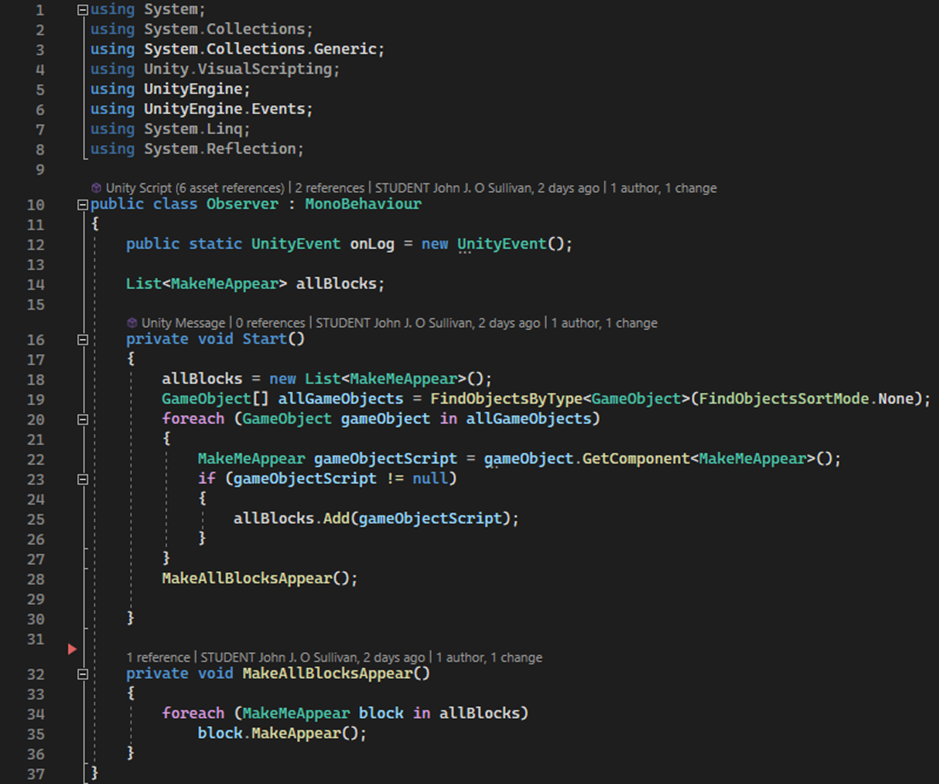 1 using System;
2 using System.Collections;
3 using System.Collections.Generic;
4 using Unity.VisualScripting;
5 using UnityEngine;
6 using UnityEngine.Events;
7 using System.Linq;
8 using System.Reflection;
9
Unity Script (6 asset references) | 2 references | STUDENT John J. O Sullivan, 2 days ago | 1 author, 1 change
10 public class Observer : MonoBehaviour
11 {
12 public static UnityEvent onLog = new UnityEvent();
13
14 List<MakeMeAppear> allBlocks;
15
Unity Message | 0 references | STUDENT John J. O Sullivan, 2 days ago | 1 author, 1 change
16 private void Start()
17 {
18 allBlocks = new List<MakeMeAppear>();
19 GameObject[] allGameObjects = FindObjectsByType<GameObject>(FindObjectsSortMode.None);
20 foreach (GameObject gameObject in allGameObjects)
21 {
22 MakeMeAppear gameObjectScript = gameObject.GetComponent<MakeMeAppear>();
23 if (gameObjectScript != null)
24 {
25 allBlocks.Add(gameObjectScript);
26 }
27 }
28 MakeAllBlocksAppear();
29
30 }
31
1 reference | STUDENT John J. O Sullivan, 2 days ago | 1 author, 1 change
32 private void MakeAllBlocksAppear()
33 {
34 foreach (MakeMeAppear block in allBlocks)
35 block.MakeAppear();
36 }
37 }